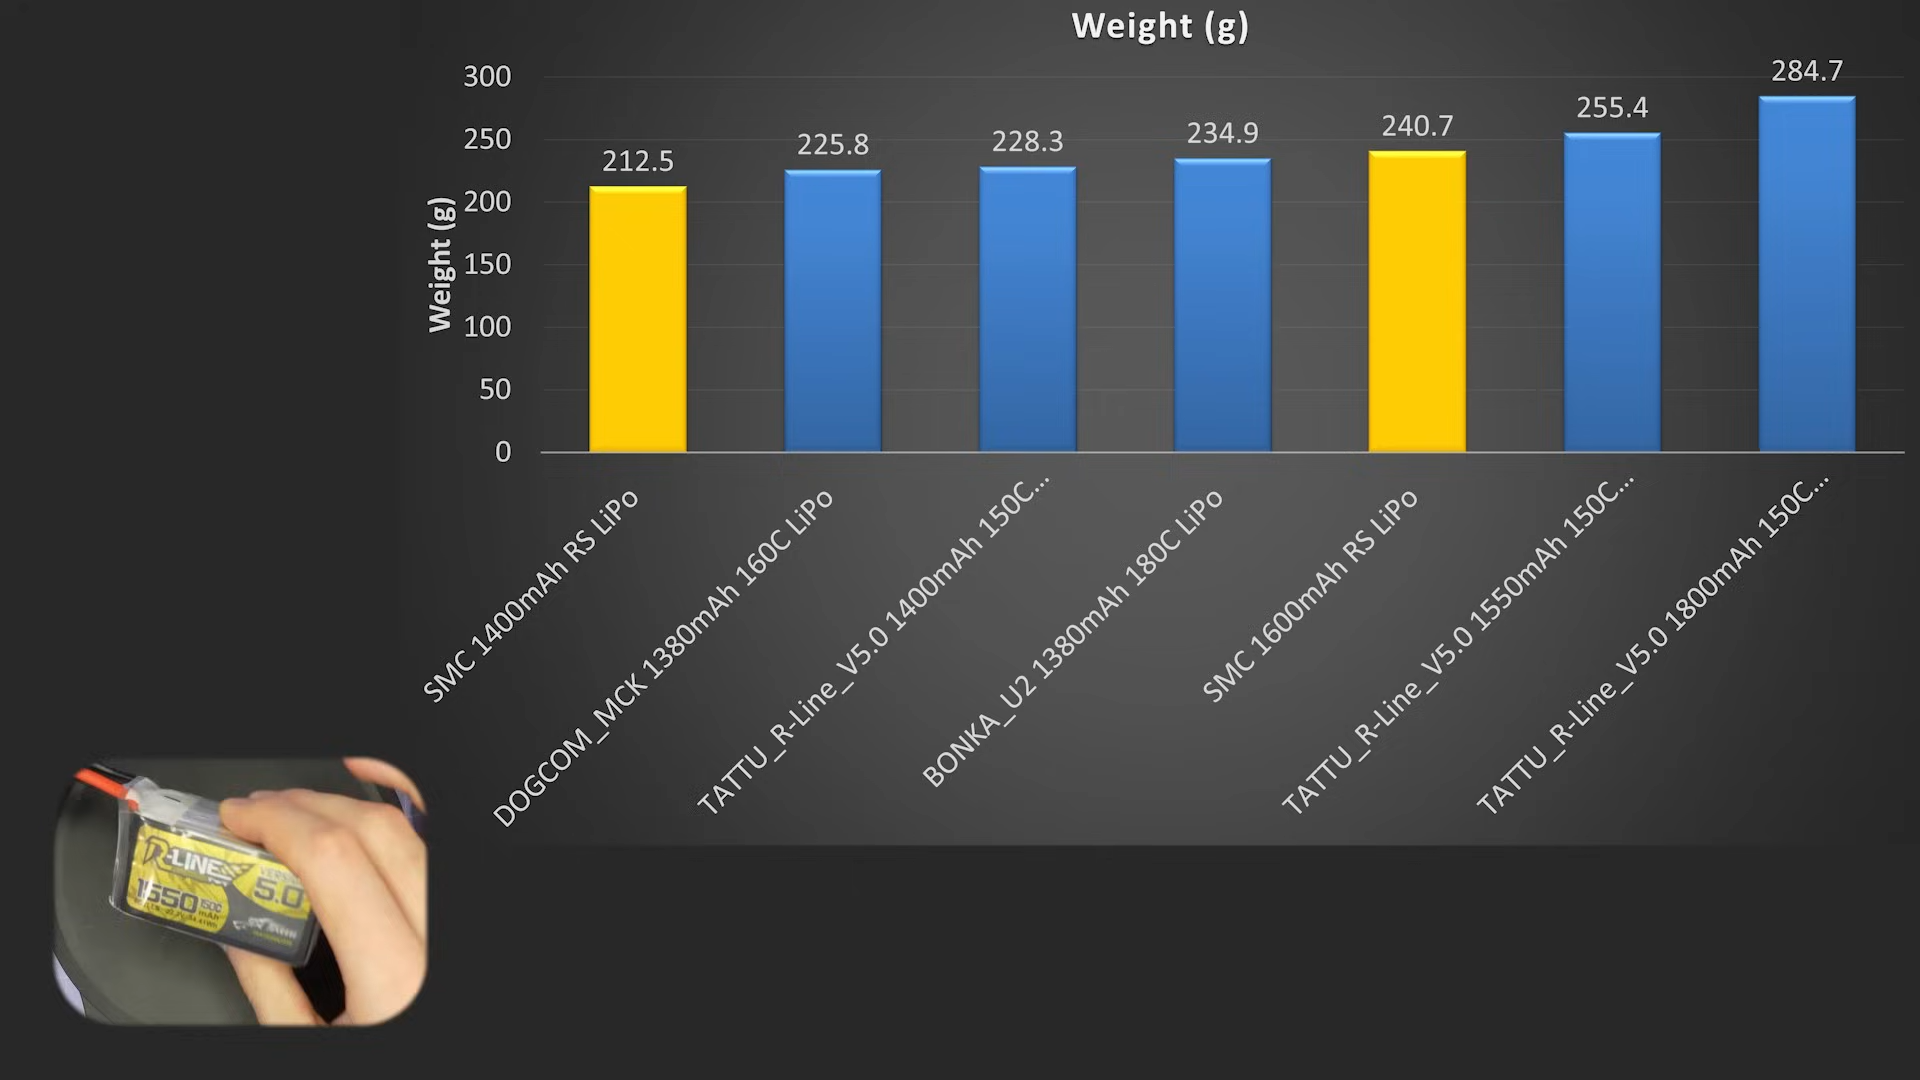 Weight (g)
300
250
200
150
100
50
0
Weight (g)
212.5
225.8
228.3
234.9
240.7
255.4
284.7
SMC 1400mAh RS LiPo
DOGCOM_MCK 1380mAh 160C LiPo
TATTU_R-Line_V5.0 1400mAh 150C...
BONKA_U2 1380mAh 180C LiPo
SMC 1600mAh RS LiPo
TATTU_R-Line_V5.0 1550mAh 150C...
TATTU_R-Line_V5.0 1800mAh 150C...
R-LINE
VERSION
5.0
1550 150C
mAh